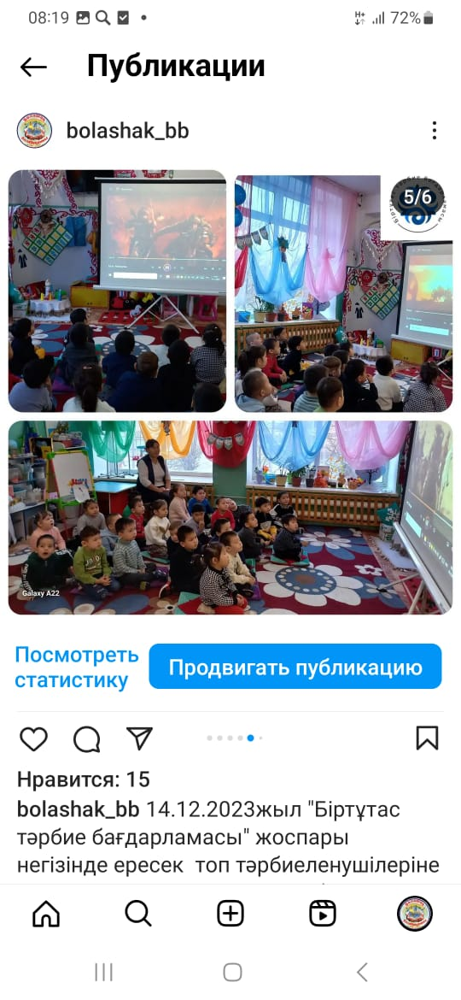 08:19
72%
Публикации
bolashak_bb
5/6
Galaxy A22
Посмотреть статистику
Продвигать публикацию
Нравится: 15
bolashak_bb 14.12.2023жыл "Біртұтас
тәрбие бағдарламасы" жоспары
негізінде ересек топ тәрбиеленушілеріне